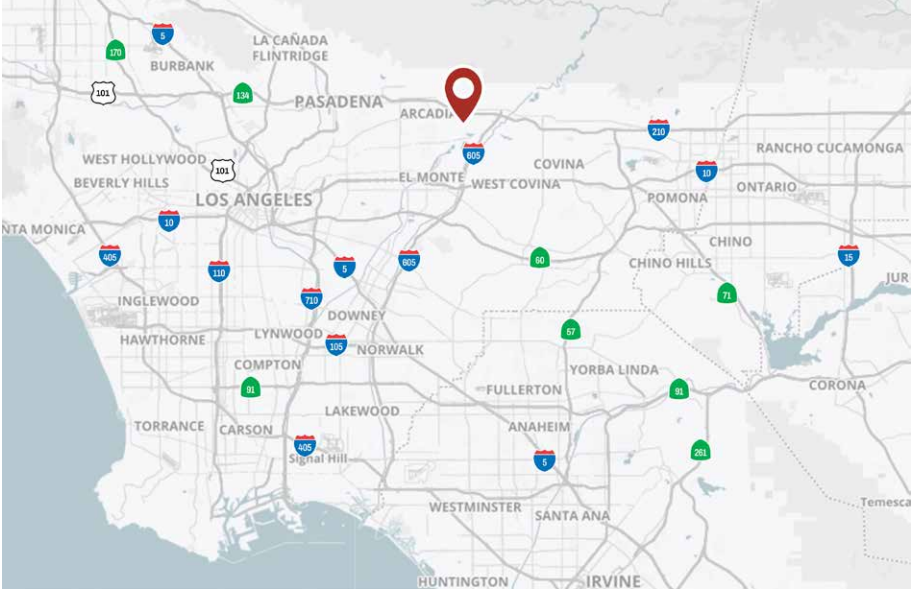 5
LA CAÑADA
FLINTRIDGE
170
BURBANK
101
134
PASADENA
ARCADIA
210
RANCHO CUCAMONGA
605
WEST HOLLYWOOD
101
COVINA
10
BEVERLY HILLS
EL MONTE
WEST COVINA
ONTARIO
LOS ANGELES
POMONA
10
NTA MONICA
CHINO
405
110
5
605
60
CHINO HILLS
15
JUR
INGLEWOOD
710
71
DOWNEY
HAWTHORNE
LYNWOOD
105
NORWALK
67
COMPTON
YORBA LINDA
91
FULLERTON
91
CORONA
LAKEWOOD
TORRANCE
CARSON
ANAHEIM
405
Signal Hill
5
261
WESTMINSTER
SANTA ANA
Temesca
HUNTINGTON
IRVINE